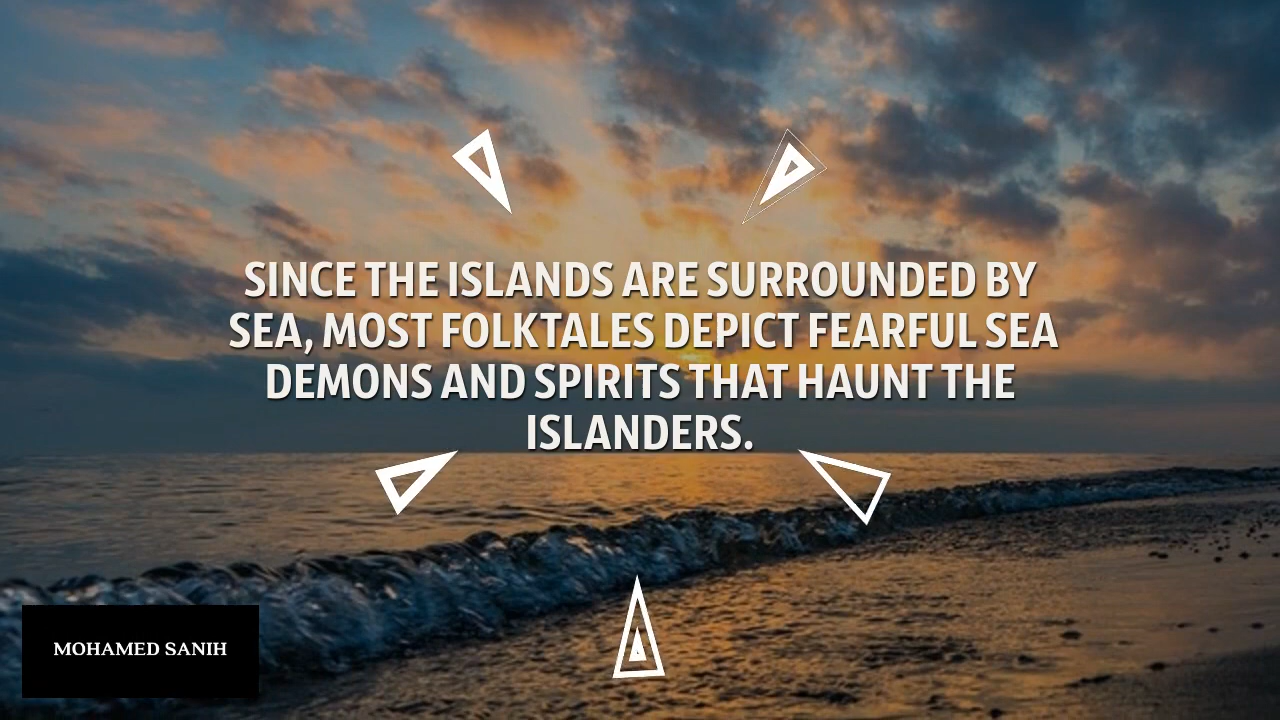 SINCE THE ISLANDS ARE SURROUNDED BY
SEA, MOST FOLKTALES DEPICT FEARFUL SEA
DEMONS AND SPIRITS THAT HAUNT THE
ISLANDERS.
MOHAMED SANIH